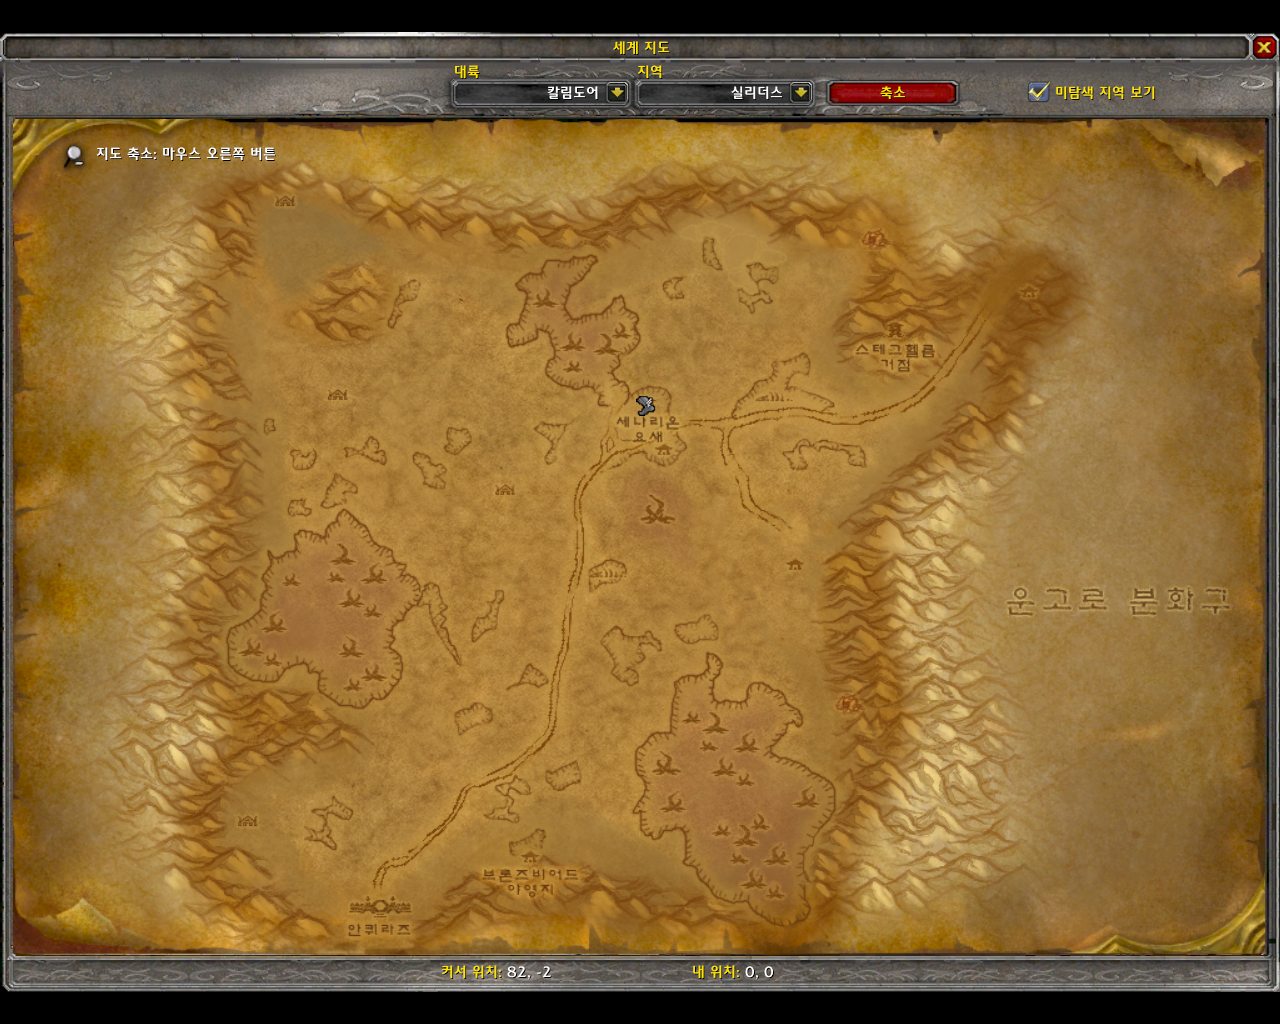 세계 지도
대륙
지역
칼림도어
실리더스
축소
미탐색 지역 보기
지도 축소: 마우스 오른쪽 버튼
스테그헬름
거점
세나리온
요새
운고로 분화구
브론즈비어드
야영지
안퀴라즈
커서 위치: 82, -2
내 위치: 0, 0